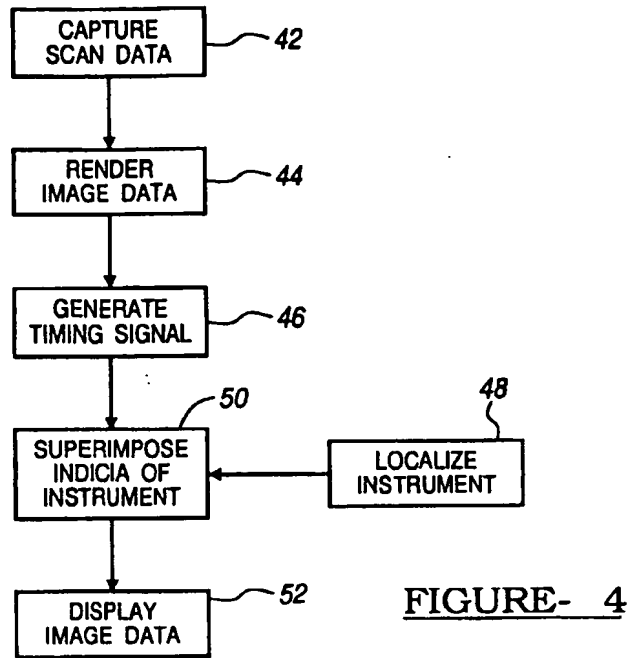 CAPTURE
SCAN DATA
42
RENDER
IMAGE DATA
44
GENERATE
TIMING SIGNAL
46
50
SUPERIMPOSE
INDICIA OF
INSTRUMENT
48
LOCALIZE
INSTRUMENT
52
DISPLAY
IMAGE DATA
FIGURE- 4